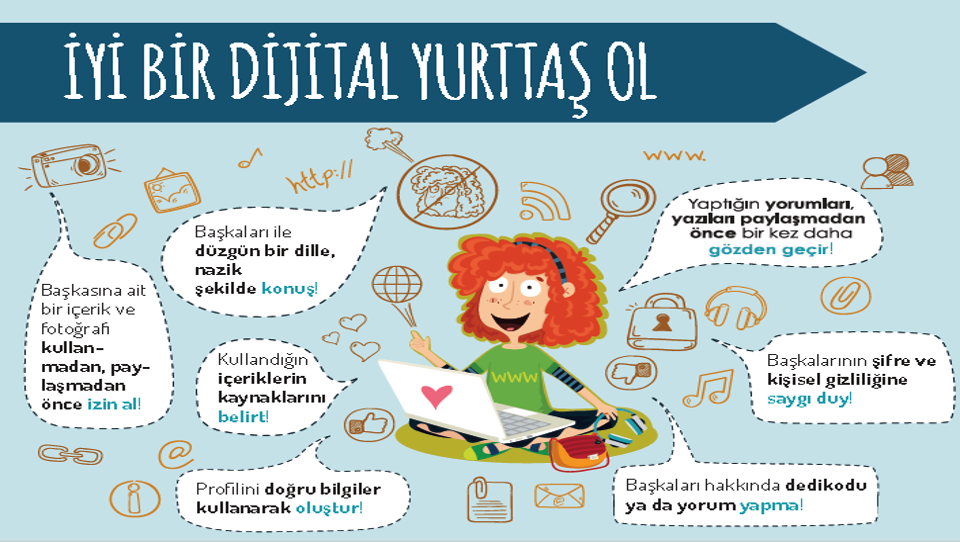 İYİ BİR DİJİTAL YURTTAŞ OL
http://
www.
Başkaları ile
düzgün bir dille,
nazik
şekilde konuş!
Yaptığın yorumları,
yazıları paylaşmadan
önce bir kez daha
gözden geçir!
Başkasına ait
bir içerik ve
fotoğrafı
kullan-
madan, pay-
laşmadan
önce izin al!
Kullandığın
içeriklerin
kaynaklarını
belirt!
WWW
Başkalarının şifre ve
kişisel gizliliğine
saygı duy!
@
i
Profilini doğru bilgiler
kullanarak oluştur!
Başkaları hakkında dedikodu
ya da yorum yapma!